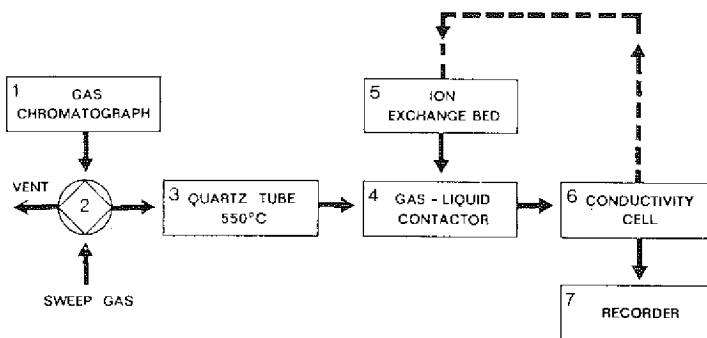 1 GAS
CHROMATOGRAPH
5 ION
EXCHANGE BED
VENT
2
3 QUARTZ TUBE
550°C
4 GAS - LIQUID
CONTACTOR
6 CONDUCTIVITY
CELL
SWEEP GAS
7 RECORDER